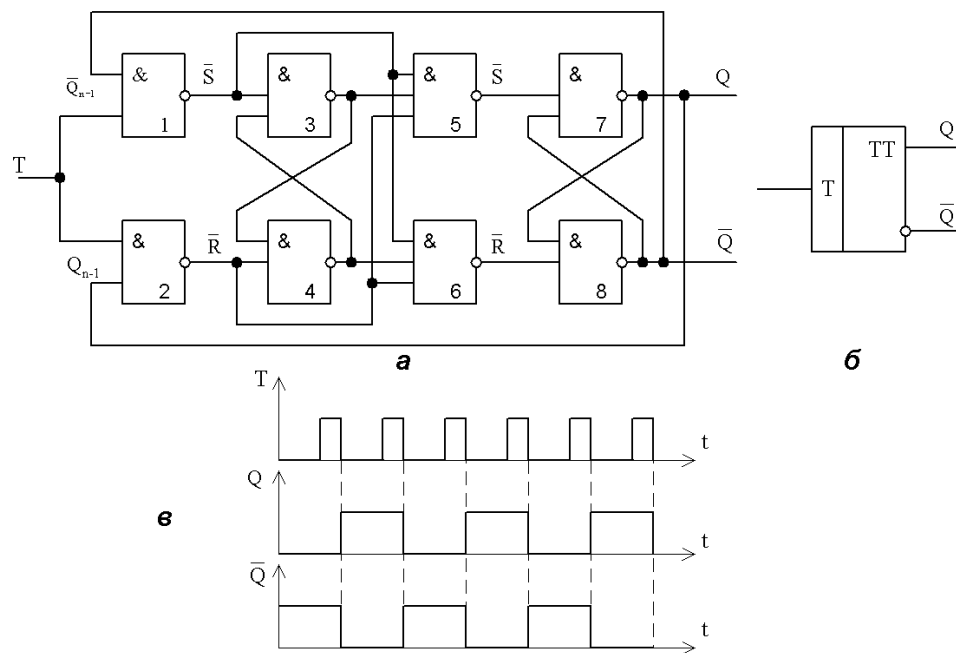 & S̅ & & S̅ & Q
Q̅ₙ₋₁
1 3 5 7
T
& R̅ & & R̅ & Q̅
Qₙ₋₁
2 4 6 8
а
TT Q
T
Q̅
б
T
t
Q
в
t
Q̅
t